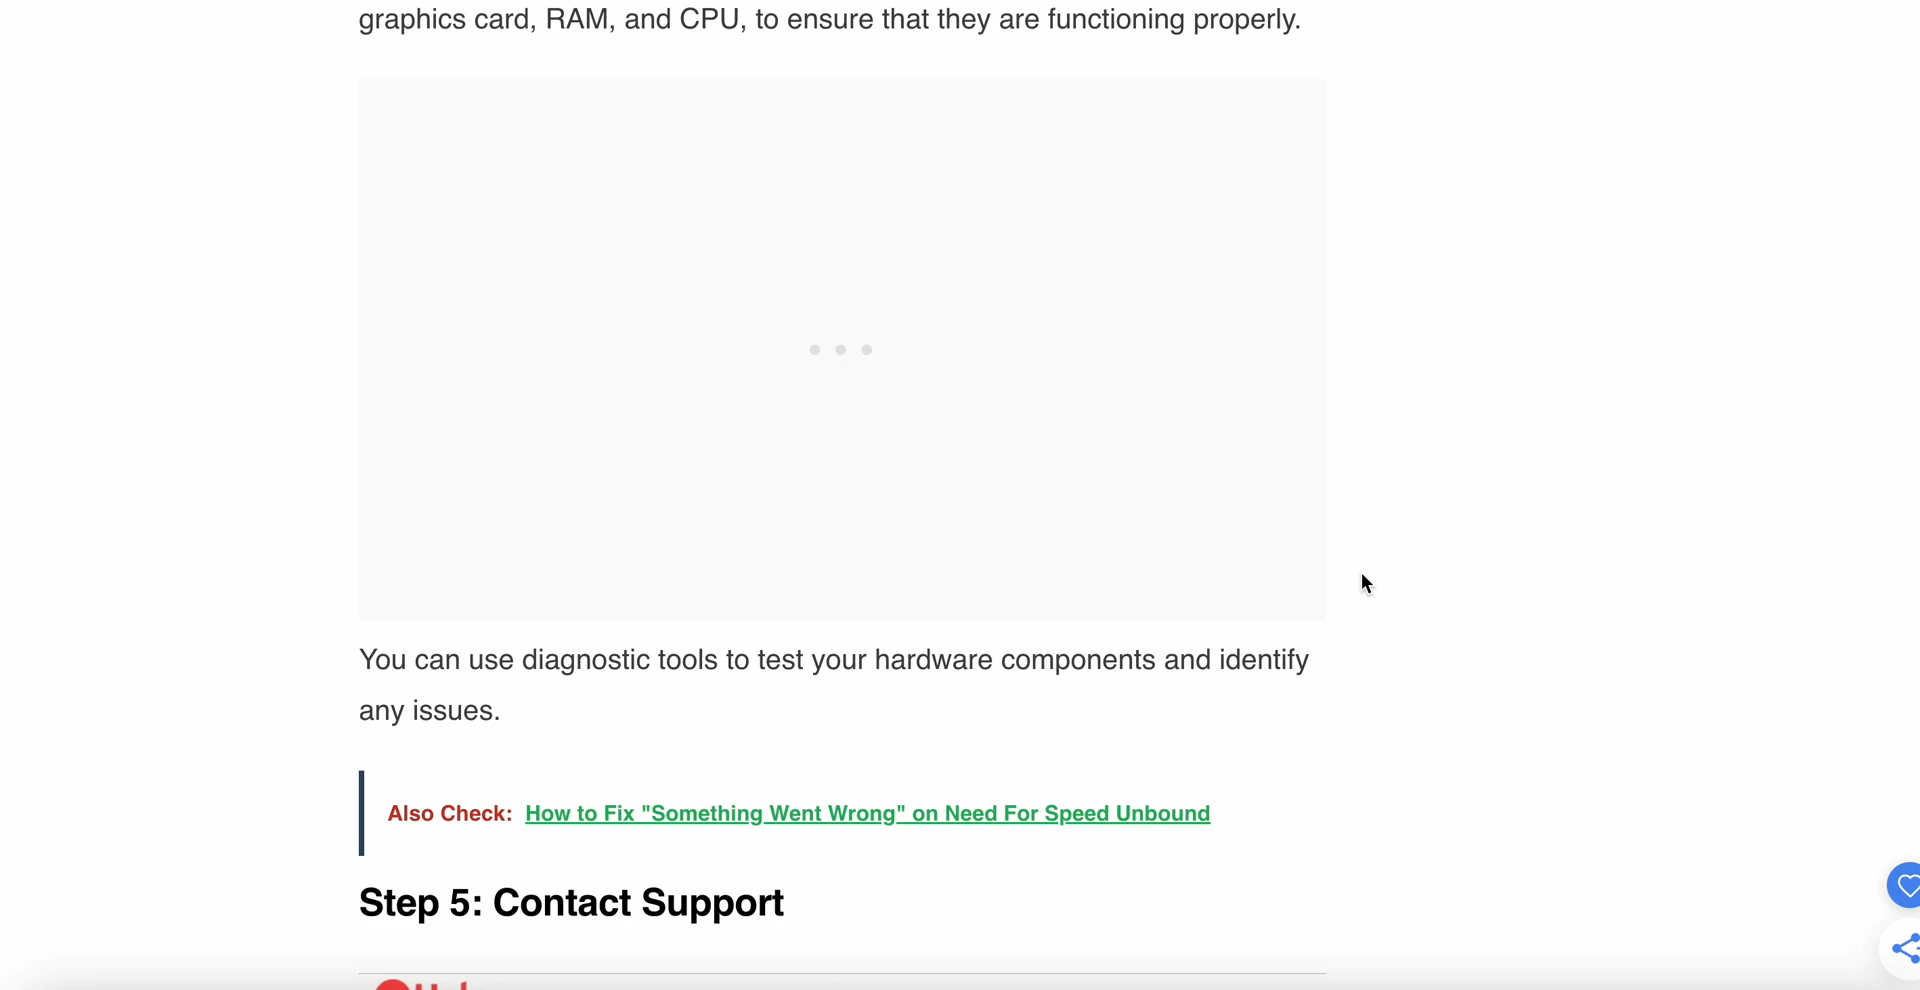 graphics card, RAM, and CPU, to ensure that they are functioning properly.
You can use diagnostic tools to test your hardware components and identify
any issues.
Also Check: How to Fix "Something Went Wrong" on Need For Speed Unbound
Step 5: Contact Support